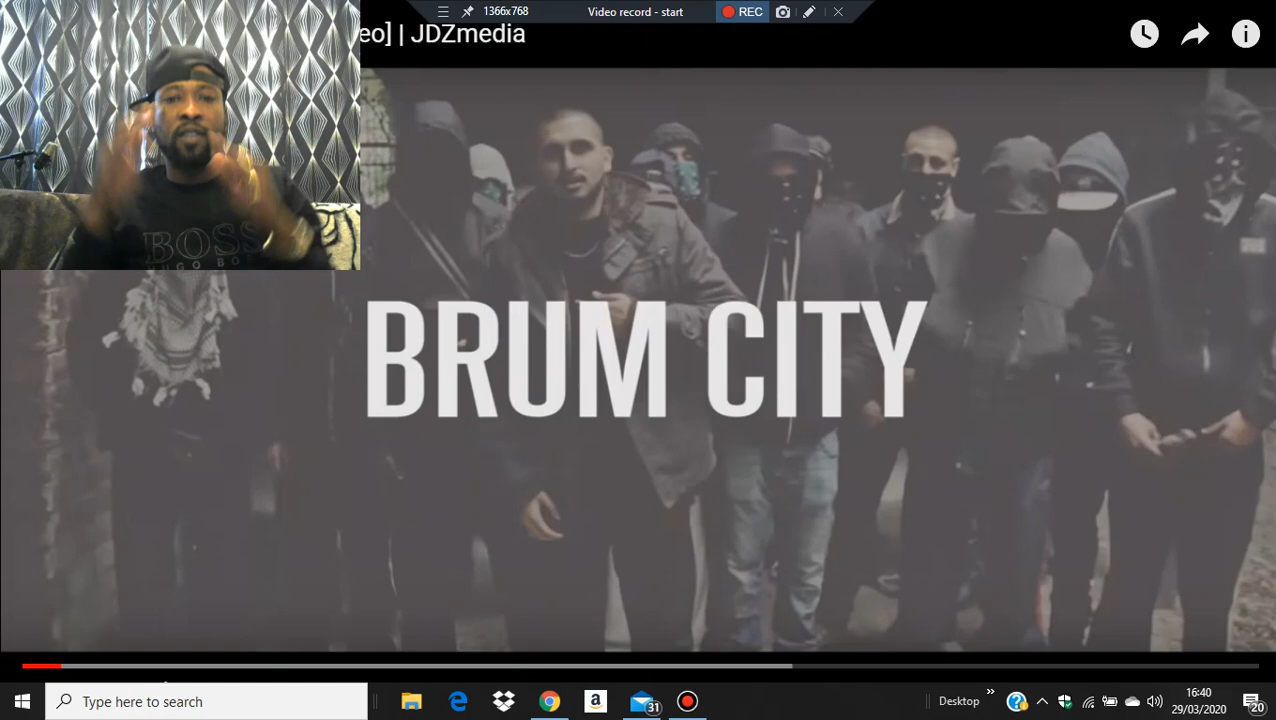 1366x768
Video record - start
REC
eo] | JDZmedia
BOSS
BRUM CITY
Type here to search
a
31
Desktop
16:40
29/03/2020
20